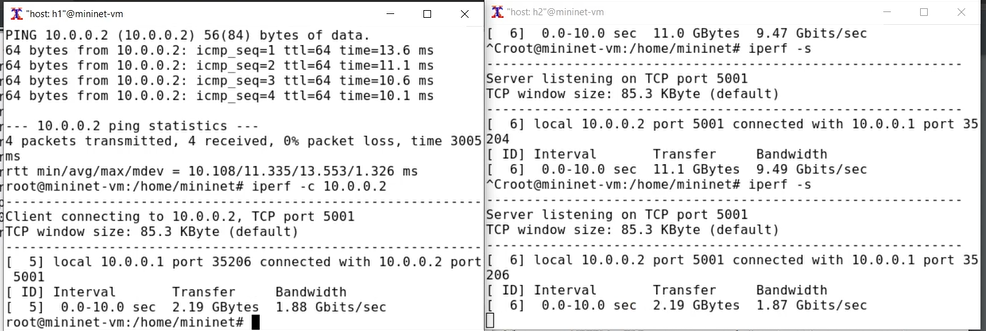 "host: h1"@mininet-vm
PING 10.0.0.2 (10.0.0.2) 56(84) bytes of data.
64 bytes from 10.0.0.2: icmp_seq=1 ttl=64 time=13.6 ms
64 bytes from 10.0.0.2: icmp_seq=2 ttl=64 time=11.1 ms
64 bytes from 10.0.0.2: icmp_seq=3 ttl=64 time=10.6 ms
64 bytes from 10.0.0.2: icmp_seq=4 ttl=64 time=10.1 ms
--- 10.0.0.2 ping statistics ---
4 packets transmitted, 4 received, 0% packet loss, time 3005
ms
rtt min/avg/max/mdev = 10.108/11.335/13.553/1.326 ms
root@mininet-vm:/home/mininet# iperf -c 10.0.0.2
------------------------------------------------------------
Client connecting to 10.0.0.2, TCP port 5001
TCP window size: 85.3 KByte (default)
------------------------------------------------------------
[  5] local 10.0.0.1 port 35206 connected with 10.0.0.2 port
 5001
[ ID] Interval       Transfer     Bandwidth
[  5]  0.0-10.0 sec  2.19 GBytes  1.88 Gbits/sec
root@mininet-vm:/home/mininet#
"host: h2"@mininet-vm
[  6]  0.0-10.0 sec  11.0 GBytes  9.47 Gbits/sec
^Croot@mininet-vm:/home/mininet# iperf -s
------------------------------------------------------------
Server listening on TCP port 5001
TCP window size: 85.3 KByte (default)
------------------------------------------------------------
[  6] local 10.0.0.2 port 5001 connected with 10.0.0.1 port 35
204
[ ID] Interval       Transfer     Bandwidth
[  6]  0.0-10.0 sec  11.1 GBytes  9.49 Gbits/sec
^Croot@mininet-vm:/home/mininet# iperf -s
------------------------------------------------------------
Server listening on TCP port 5001
TCP window size: 85.3 KByte (default)
------------------------------------------------------------
[  6] local 10.0.0.2 port 5001 connected with 10.0.0.1 port 35
206
[ ID] Interval       Transfer     Bandwidth
[  6]  0.0-10.0 sec  2.19 GBytes  1.87 Gbits/sec